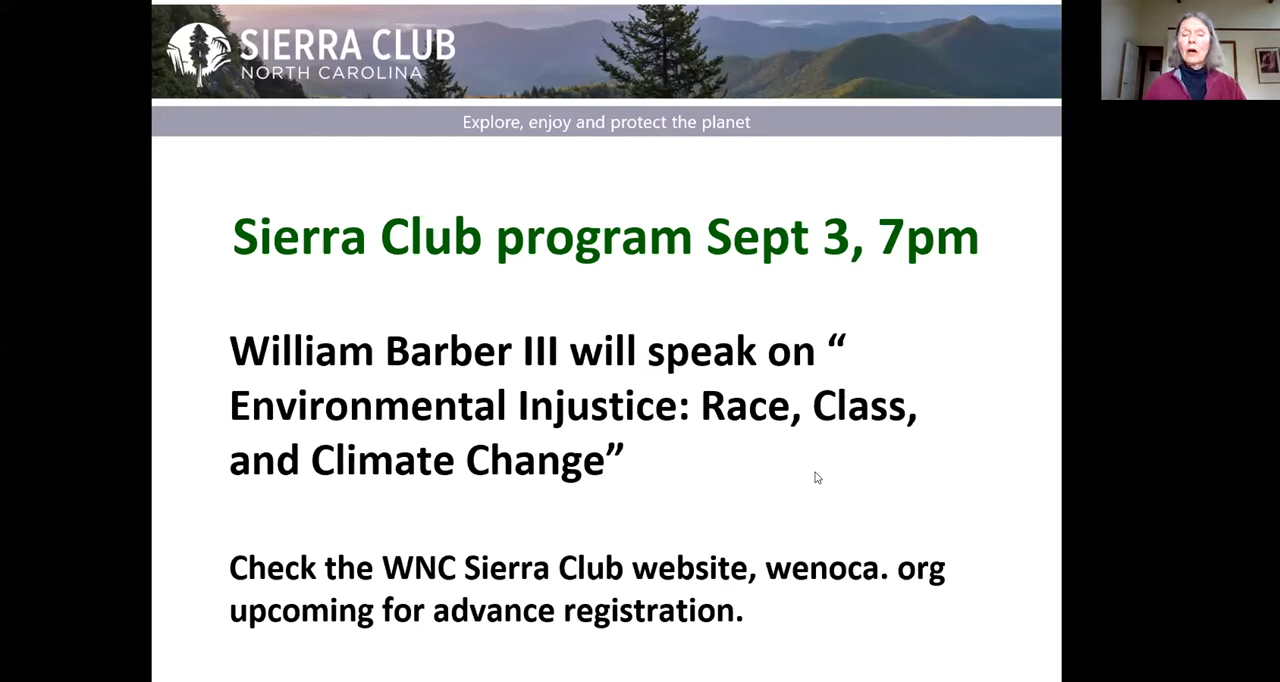 SIERRA CLUB
NORTH CAROLINA
Explore, enjoy and protect the planet
Sierra Club program Sept 3, 7pm
William Barber III will speak on “
Environmental Injustice: Race, Class,
and Climate Change”
Check the WNC Sierra Club website, wenoca. org
upcoming for advance registration.